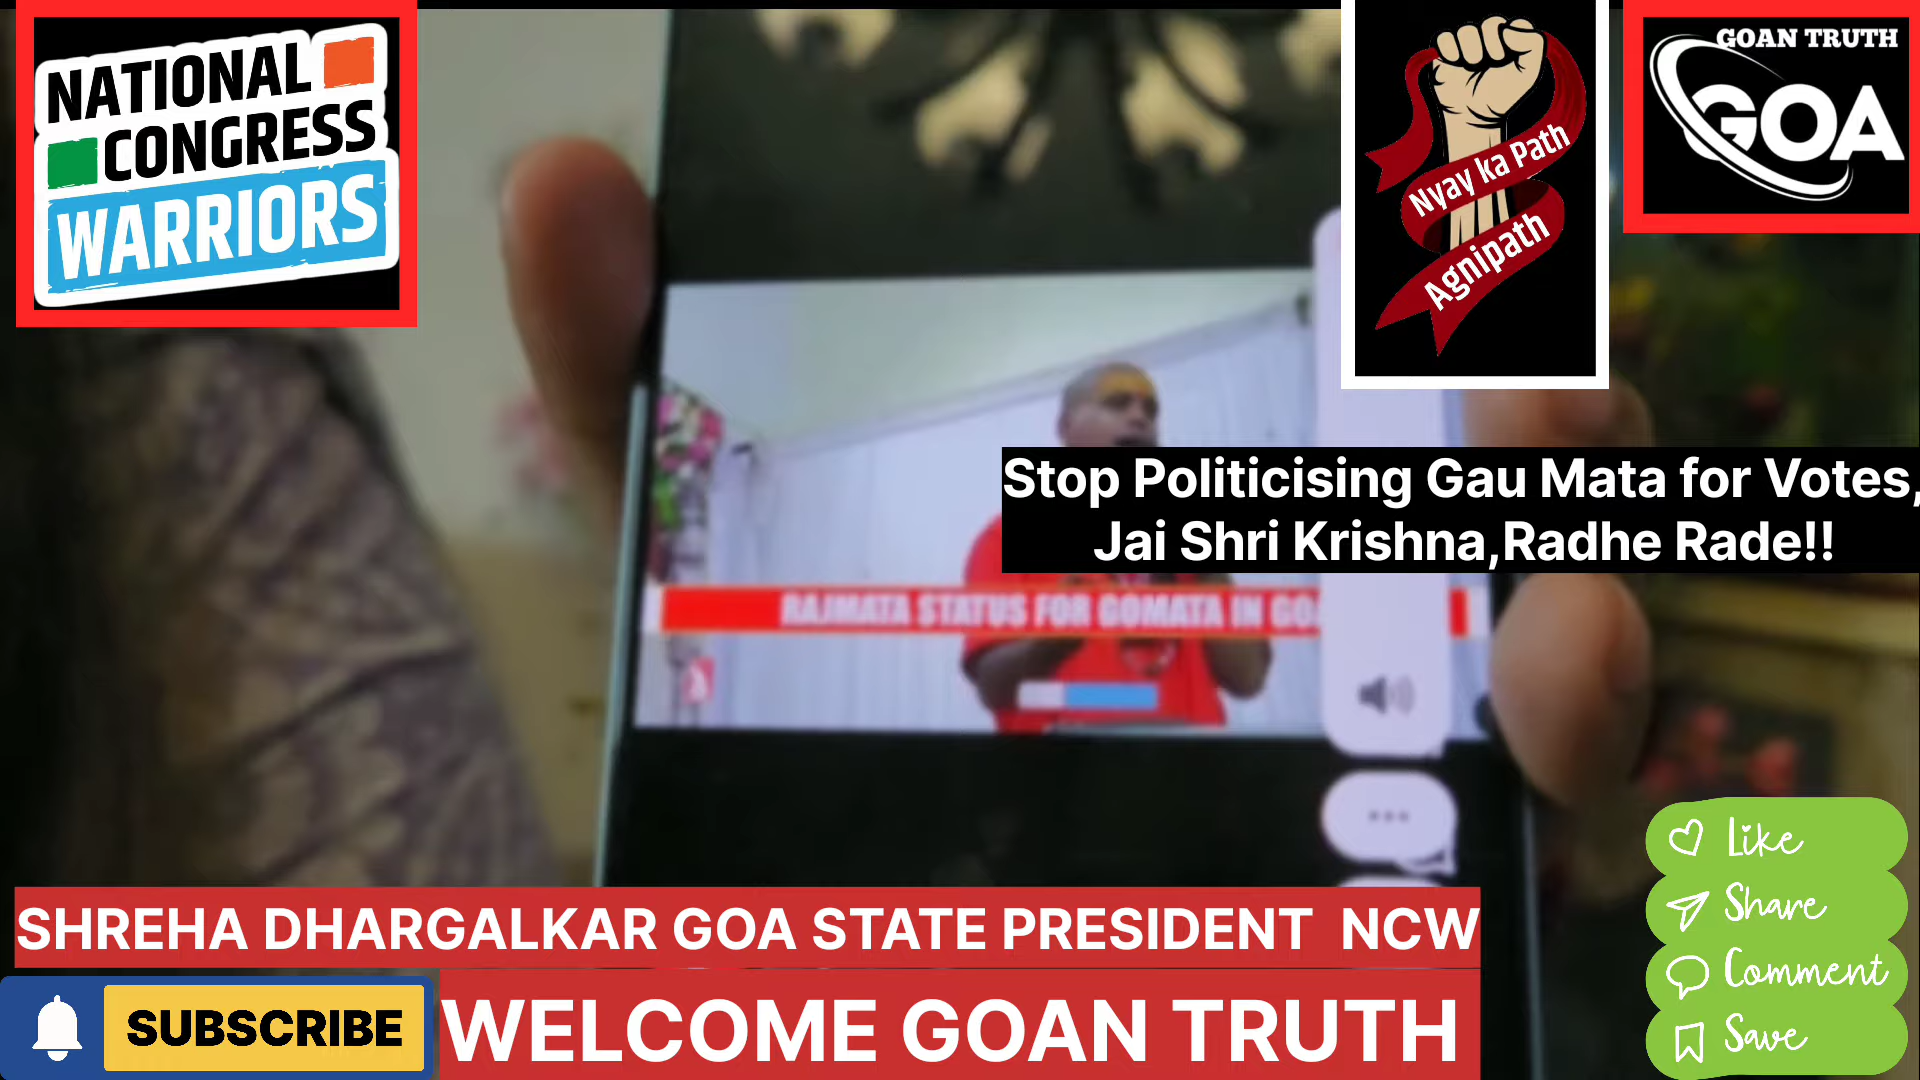 NATIONAL
CONGRESS
WARRIORS
Nyay ka Path
Agnipath
GOAN TRUTH
GOA
Stop Politicising Gau Mata for Votes,
Jai Shri Krishna,Radhe Rade!!
RAJMATA STATUS FOR GOMATA IN
SHREHA DHARGALKAR GOA STATE PRESIDENT NCW
SUBSCRIBE
WELCOME GOAN TRUTH
Like
Share
Comment
Save